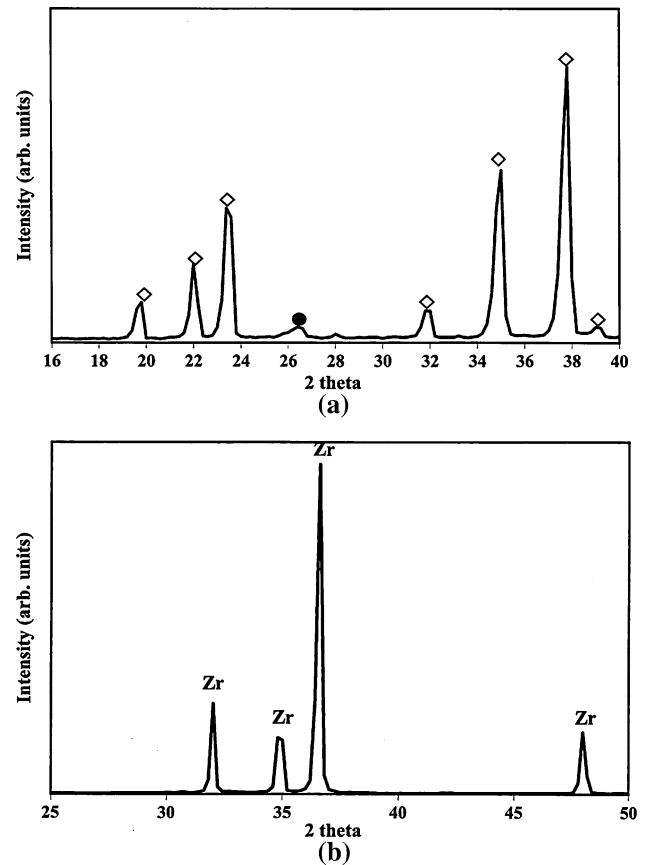 Intensity (arb. units)
16 18 20 22 24 26 28 30 32 34 36 38 40
2 theta
(a)
Zr
Zr
Zr
Zr
Intensity (arb. units)
25 30 35 40 45 50
2 theta
(b)